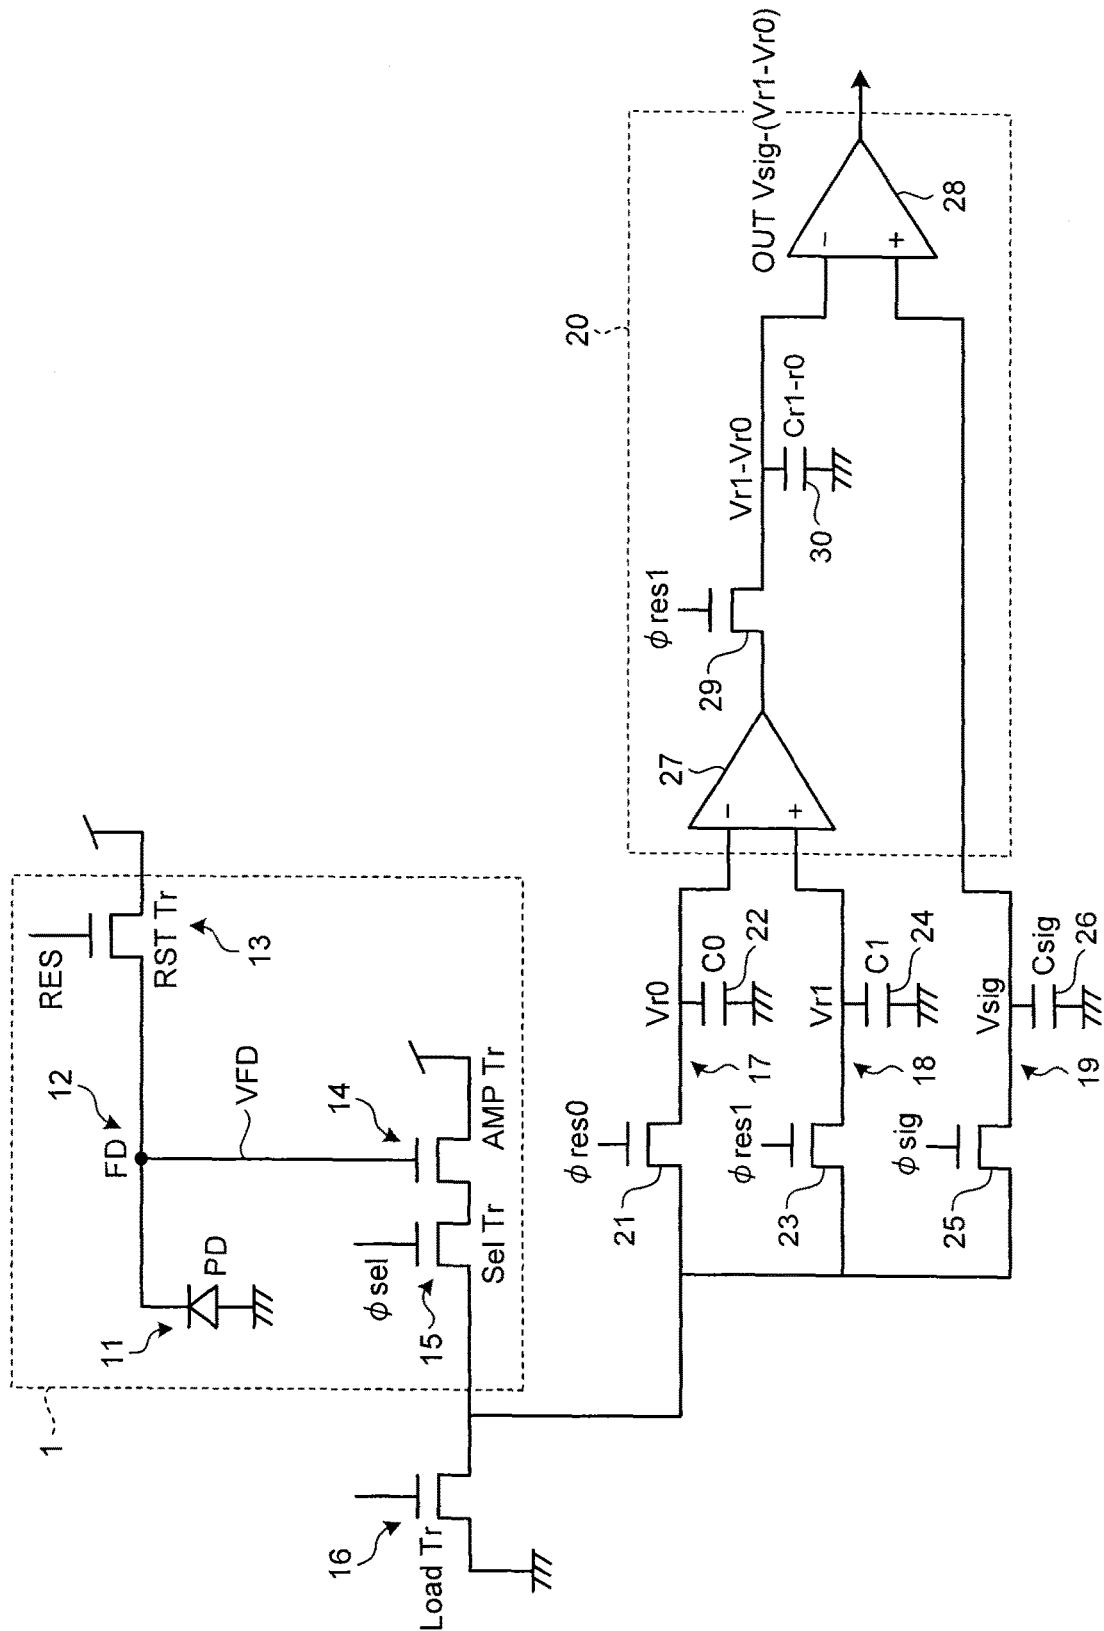 1
RES
RST Tr
13
12
FD
VFD
14
AMP Tr
11
PD
φsel
15
Sel Tr
16
Load Tr
φres0
21
Vr0
C0
22
17
φres1
23
Vr1
C1
24
18
φsig
25
Vsig
Csig
26
19
20
27
-
+
φres1
29
Vr1-Vr0
Cr1-r0
30
OUT Vsig-(Vr1-Vr0)
-
+
28